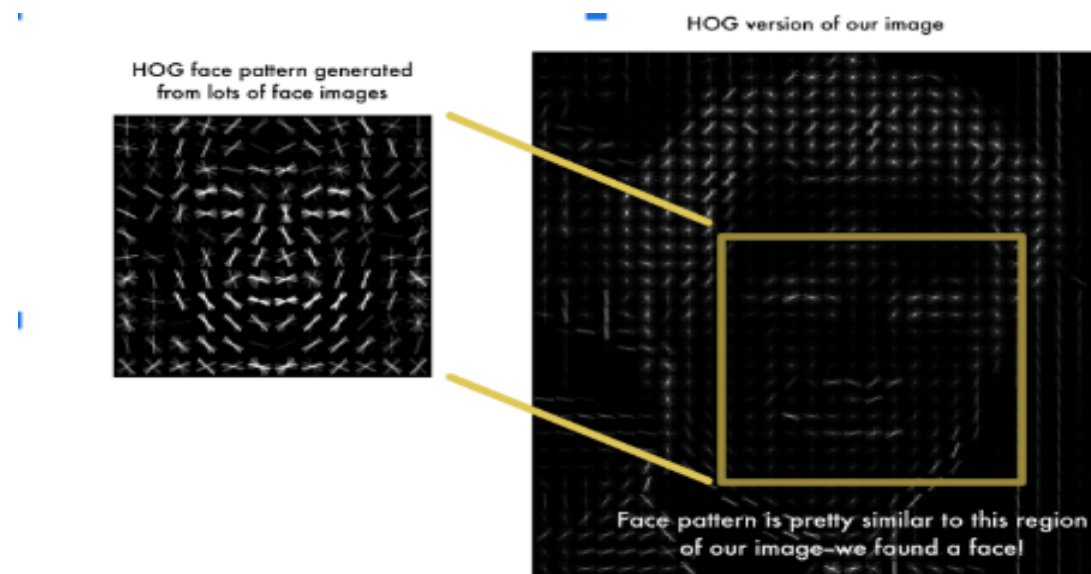 HOG version of our image
HOG face pattern generated
from lots of face images
Face pattern is pretty similar to this region
of our image–we found a face!